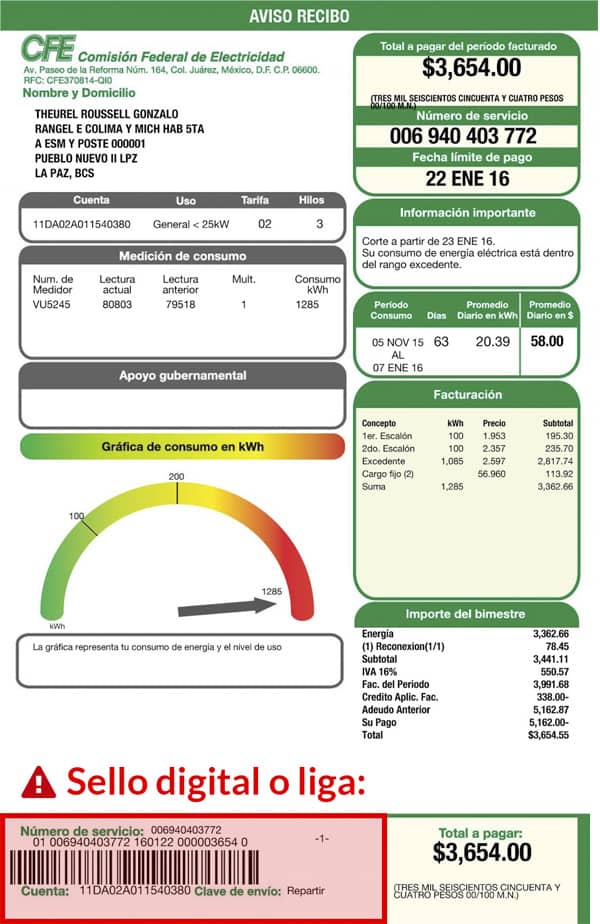 AVISO RECIBO
CFE Comisión Federal de Electricidad
Av. Paseo de la Reforma Núm. 164, Col. Juárez, México, D.F. C.P. 06600.
RFC: CFE370814-QI0
Nombre y Domicilio
THEUREL ROUSSELL GONZALO
RANGEL E COLIMA Y MICH HAB 5TA
A ESM Y POSTE 000001
PUEBLO NUEVO II LPZ
LA PAZ, BCS
Total a pagar del período facturado
$3,654.00
(TRES MIL SEISCIENTOS CINCUENTA Y CUATRO PESOS
00/100 M.N.)
Número de servicio
006 940 403 772
Fecha límite de pago
22 ENE 16
Cuenta Uso Tarifa Hilos
11DA02A011540380 General < 25kW 02 3
Medición de consumo
Num. de Medidor Lectura actual Lectura anterior Mult. Consumo kWh
VU5245 80803 79518 1 1285
Apoyo gubernamental
Información importante
Corte a partir de 23 ENE 16.
Su consumo de energía eléctrica está dentro
del rango excedente.
Período Consumo Días Promedio Diario en kWh Promedio Diario en $
05 NOV 15 63 20.39 58.00
AL
07 ENE 16
Facturación
Concepto kWh Precio Subtotal
1er. Escalón 100 1.953 195.30
2do. Escalón 100 2.357 235.70
Excedente 1,085 2.597 2,817.74
Cargo fijo (2) 56.960 113.92
Suma 1,285 3,362.66
Gráfica de consumo en kWh
200
100
1285
kWh
La gráfica representa tu consumo de energía y el nivel de uso
Importe del bimestre
Energía 3,362.66
(1) Reconexion(1/1) 78.45
Subtotal 3,441.11
IVA 16% 550.57
Fac. del Periodo 3,991.68
Credito Aplic. Fac. 338.00-
Adeudo Anterior 5,162.87
Su Pago 5,162.00-
Total $3,654.55
Sello digital o liga:
Número de servicio: 006940403772
01 006940403772 160122 000003654 0 -1-
Cuenta: 11DA02A011540380 Clave de envío: Repartir
Total a pagar:
$3,654.00
(TRES MIL SEISCIENTOS CINCUENTA Y
CUATRO PESOS 00/100 M.N.)